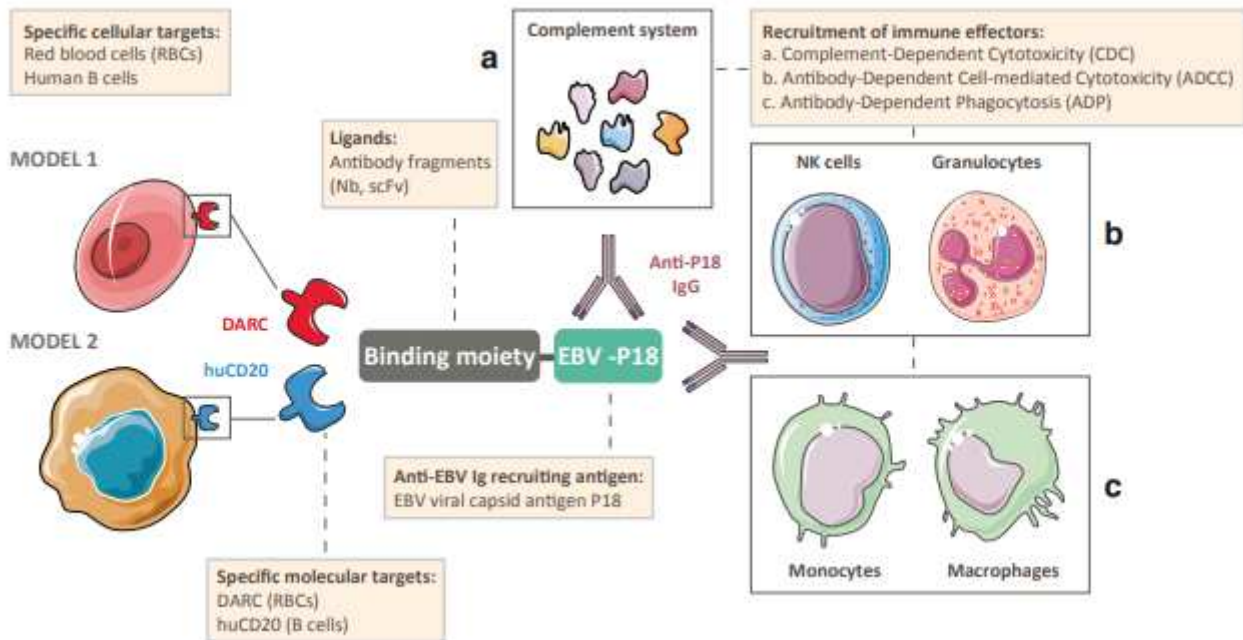 Specific cellular targets:
Red blood cells (RBCs)
Human B cells
a
Complement system
Recruitment of immune effectors:
a. Complement-Dependent Cytotoxicity (CDC)
b. Antibody-Dependent Cell-mediated Cytotoxicity (ADCC)
c. Antibody-Dependent Phagocytosis (ADP)
Ligands:
Antibody fragments
(Nb, scFv)
MODEL 1
NK cells
Granulocytes
b
Anti-P18
IgG
DARC
MODEL 2
huCD20
Binding moiety
EBV -P18
Anti-EBV Ig recruiting antigen:
EBV viral capsid antigen P18
c
Monocytes
Macrophages
Specific molecular targets:
DARC (RBCs)
huCD20 (B cells)